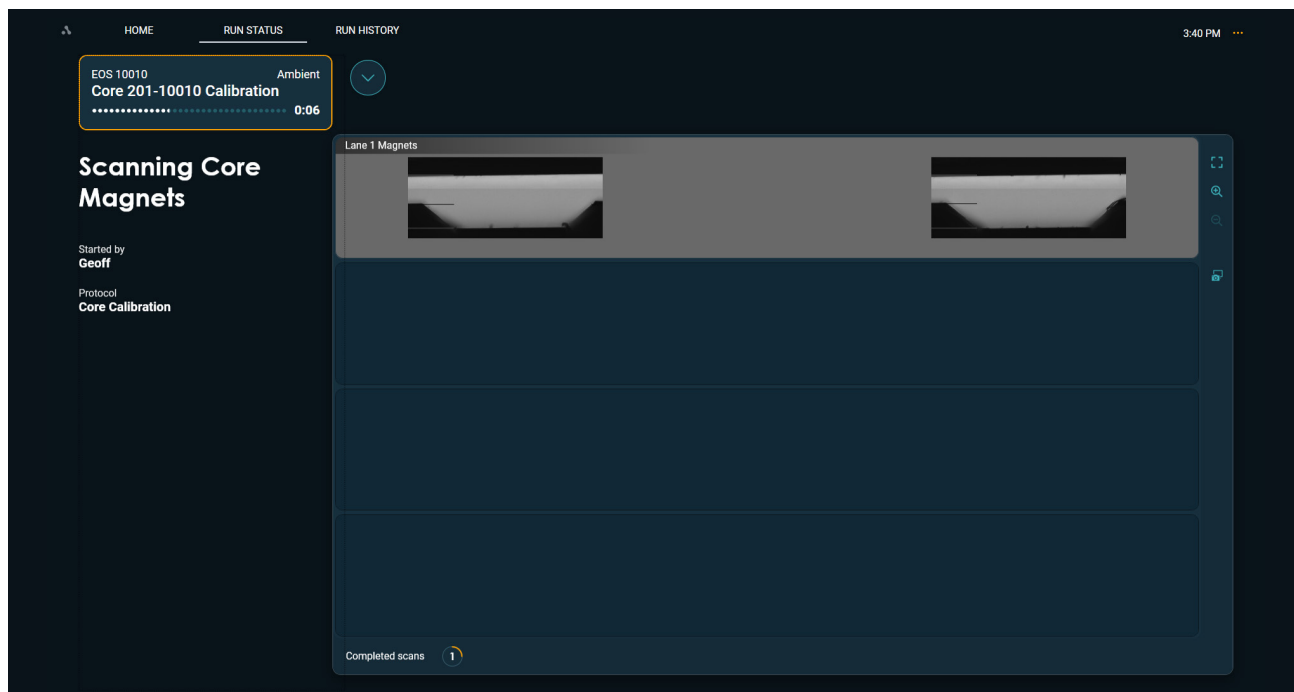 HOME RUN STATUS RUN HISTORY 3:40 PM
EOS 10010 Ambient
Core 201-10010 Calibration
0:06
Scanning Core
Magnets
Started by
Geoff
Protocol
Core Calibration
Lane 1 Magnets
Completed scans 1